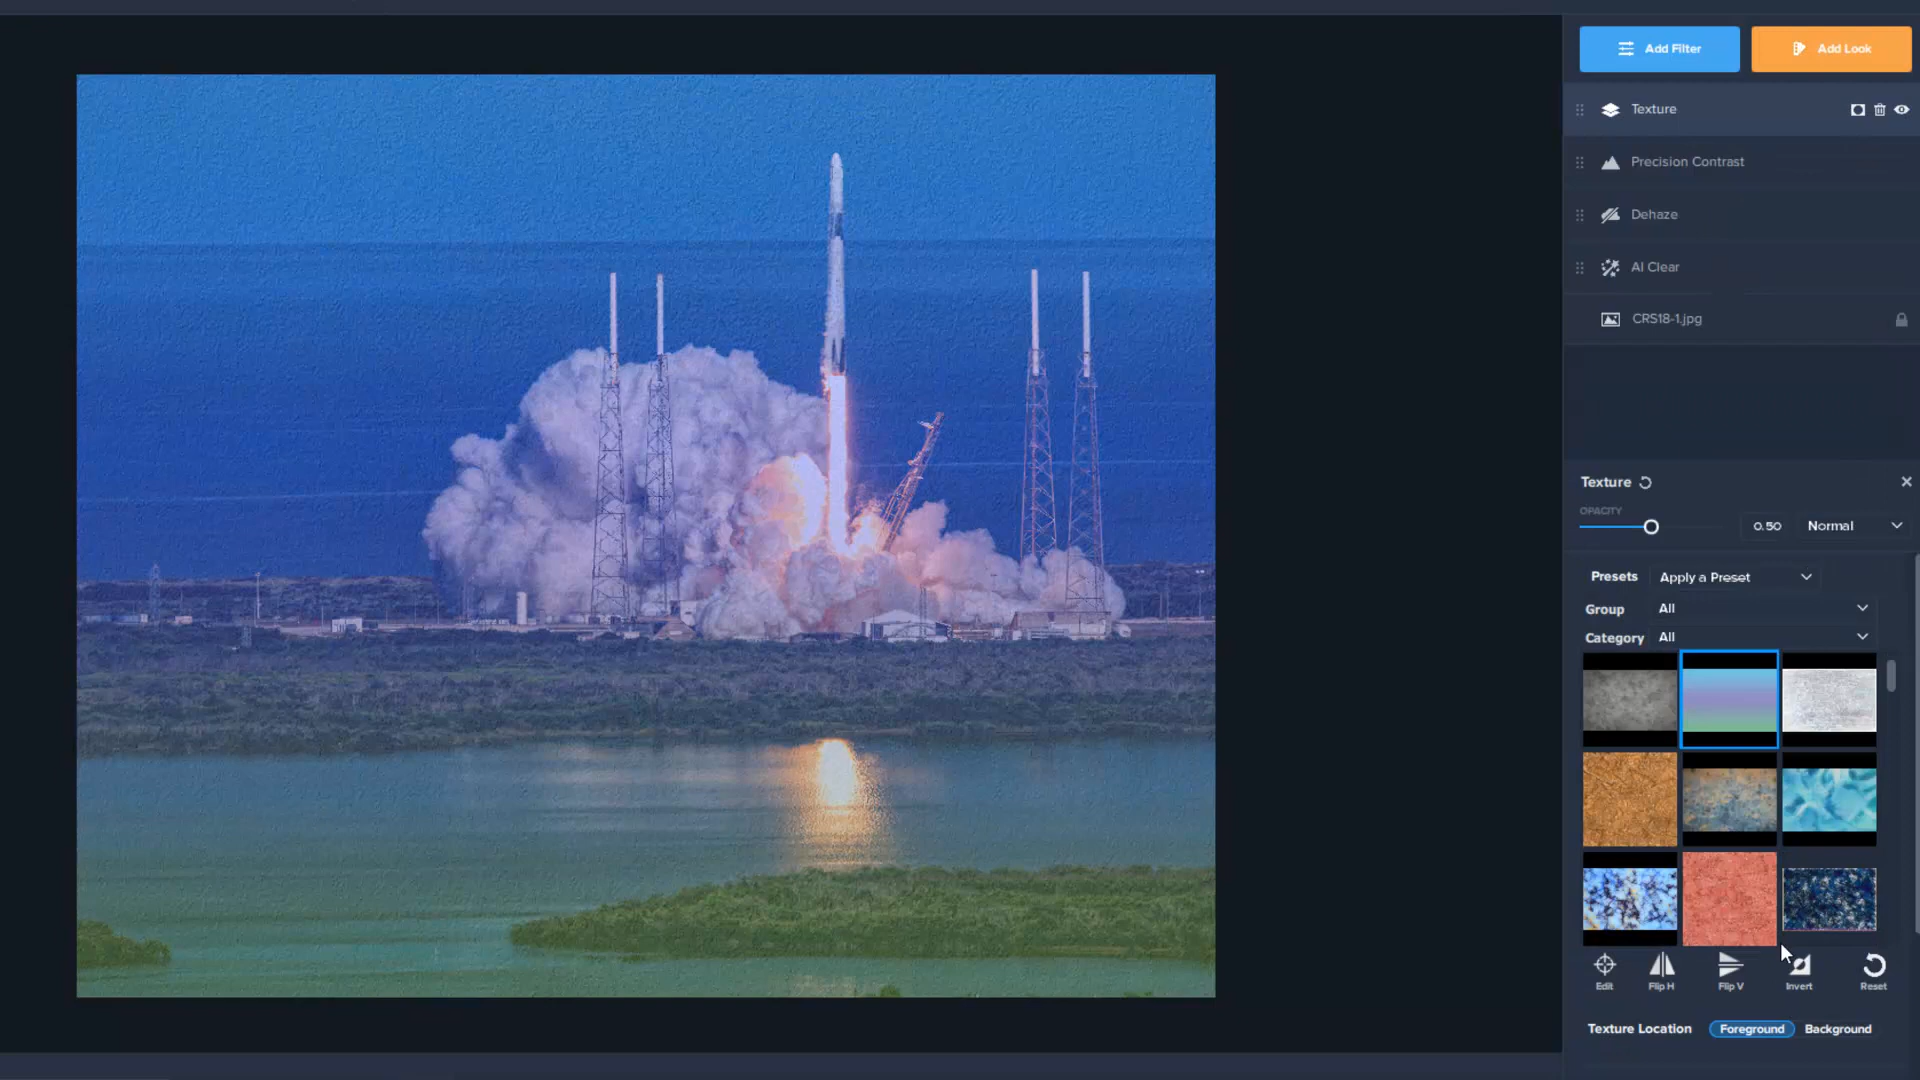 Add Filter
Add Look
Texture
Precision Contrast
Dehaze
AI Clear
CRS18-1.jpg
Texture
OPACITY
0.50
Normal
Presets
Apply a Preset
Group
All
Category
All
Edit
Flip H
Flip V
Invert
Reset
Texture Location
Foreground
Background